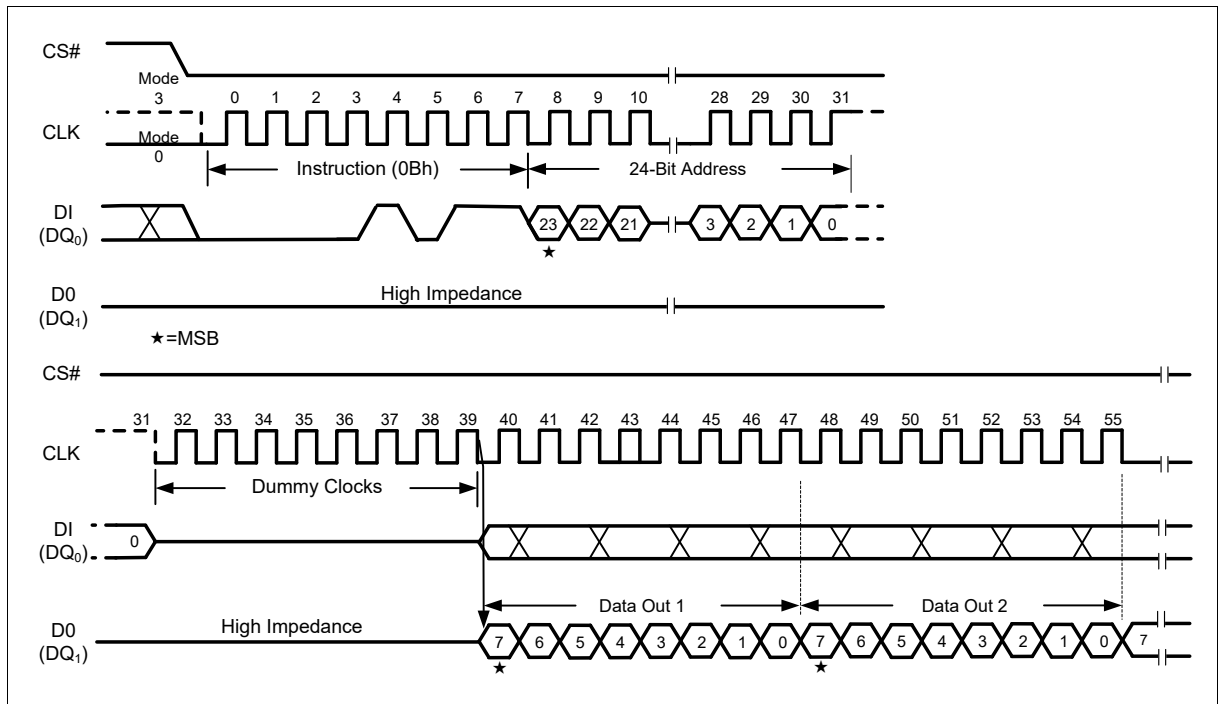 CS#
Mode
3
0 1 2 3 4 5 6 7 8 9 10 28 29 30 31
CLK
Mode
0
Instruction (0Bh)
24-Bit Address
DI
(DQ0)
23 22 21 3 2 1 0
★
D0
(DQ1)
High Impedance
★=MSB
CS#
31 32 33 34 35 36 37 38 39 40 41 42 43 44 45 46 47 48 49 50 51 52 53 54 55
CLK
Dummy Clocks
DI
(DQ0)
0
Data Out 1
Data Out 2
D0
(DQ1)
High Impedance
7 6 5 4 3 2 1 0 7 6 5 4 3 2 1 0 7
★ ★